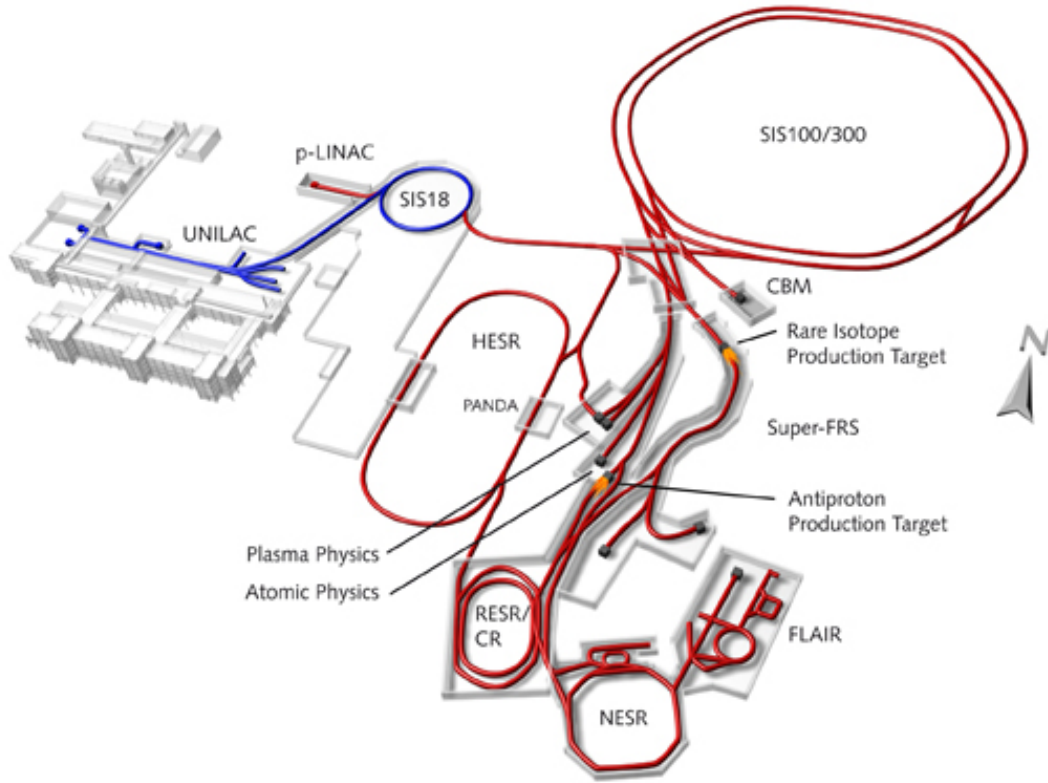 SIS100/300
p-LINAC
SIS18
UNILAC
CBM
HESR
Rare Isotope
Production Target
N
PANDA
Super-FRS
Antiproton
Production Target
Plasma Physics
Atomic Physics
RESR/
CR
FLAIR
NESR